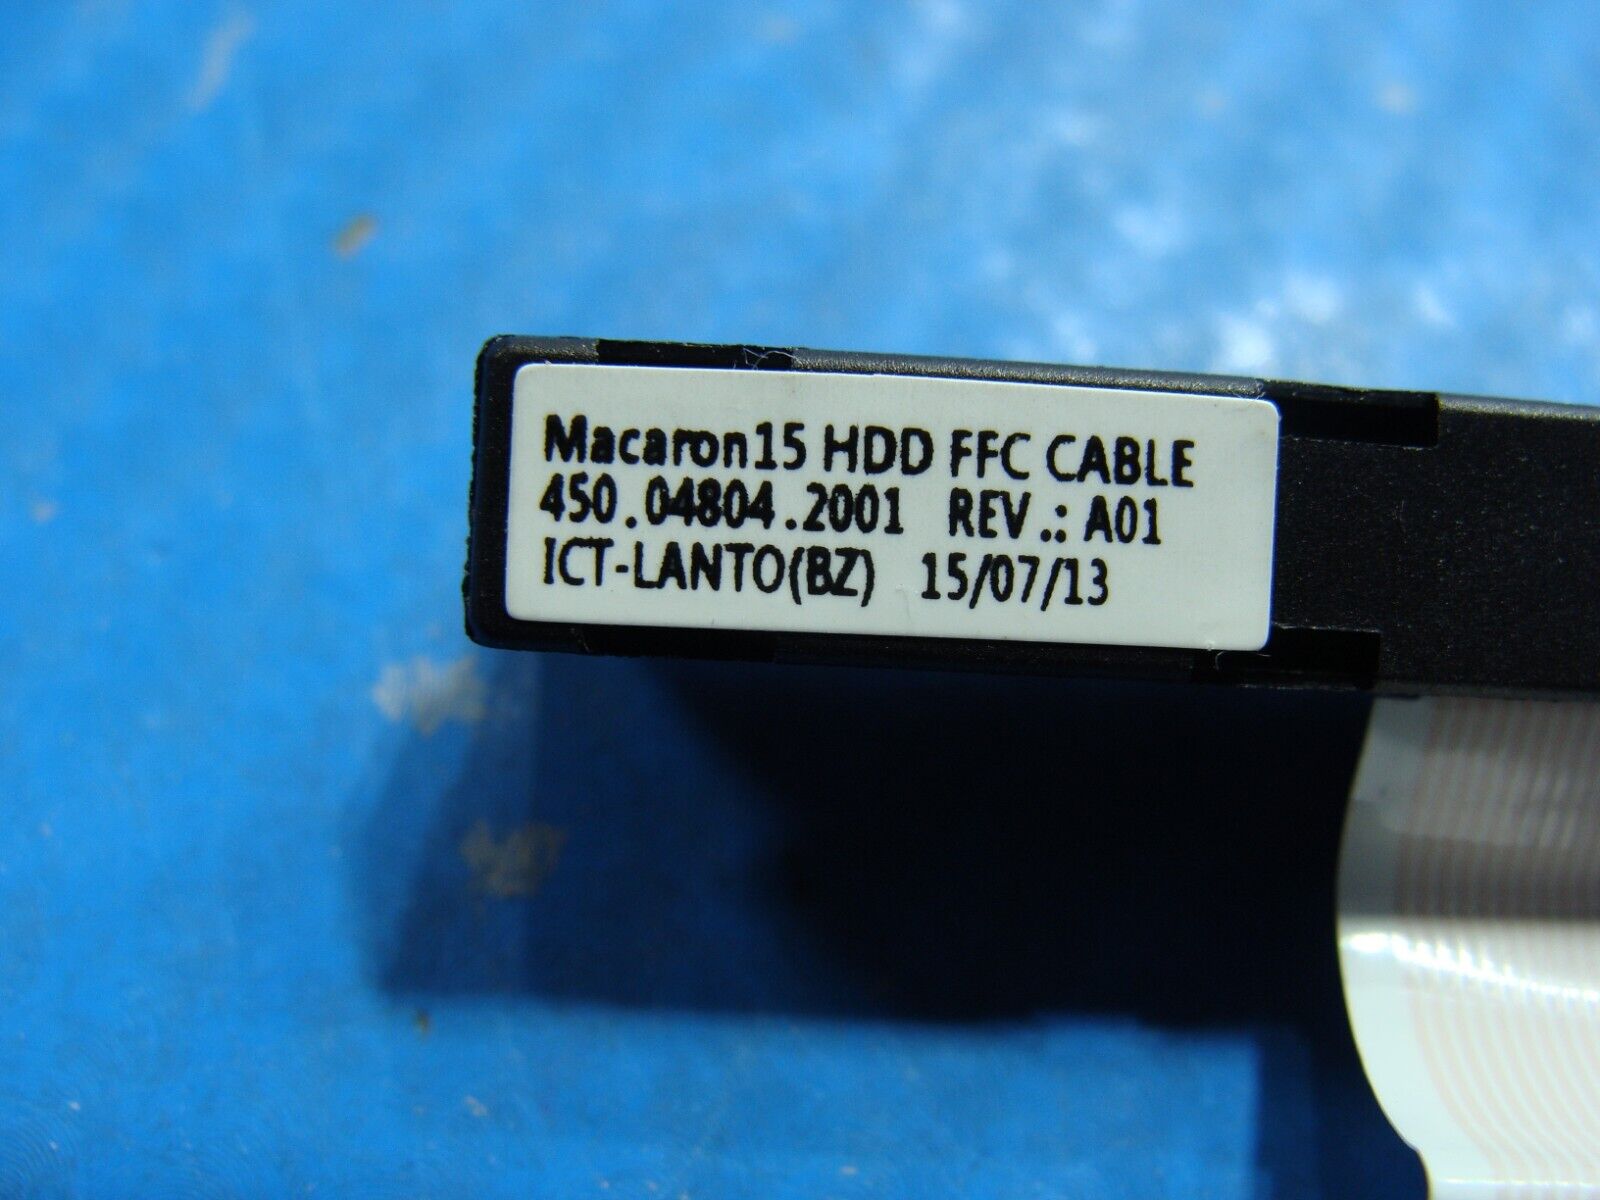 Macaron15 HDD FFC CABLE
450.04804.2001 REV.: A01
ICT-LANTO(BZ) 15/07/13